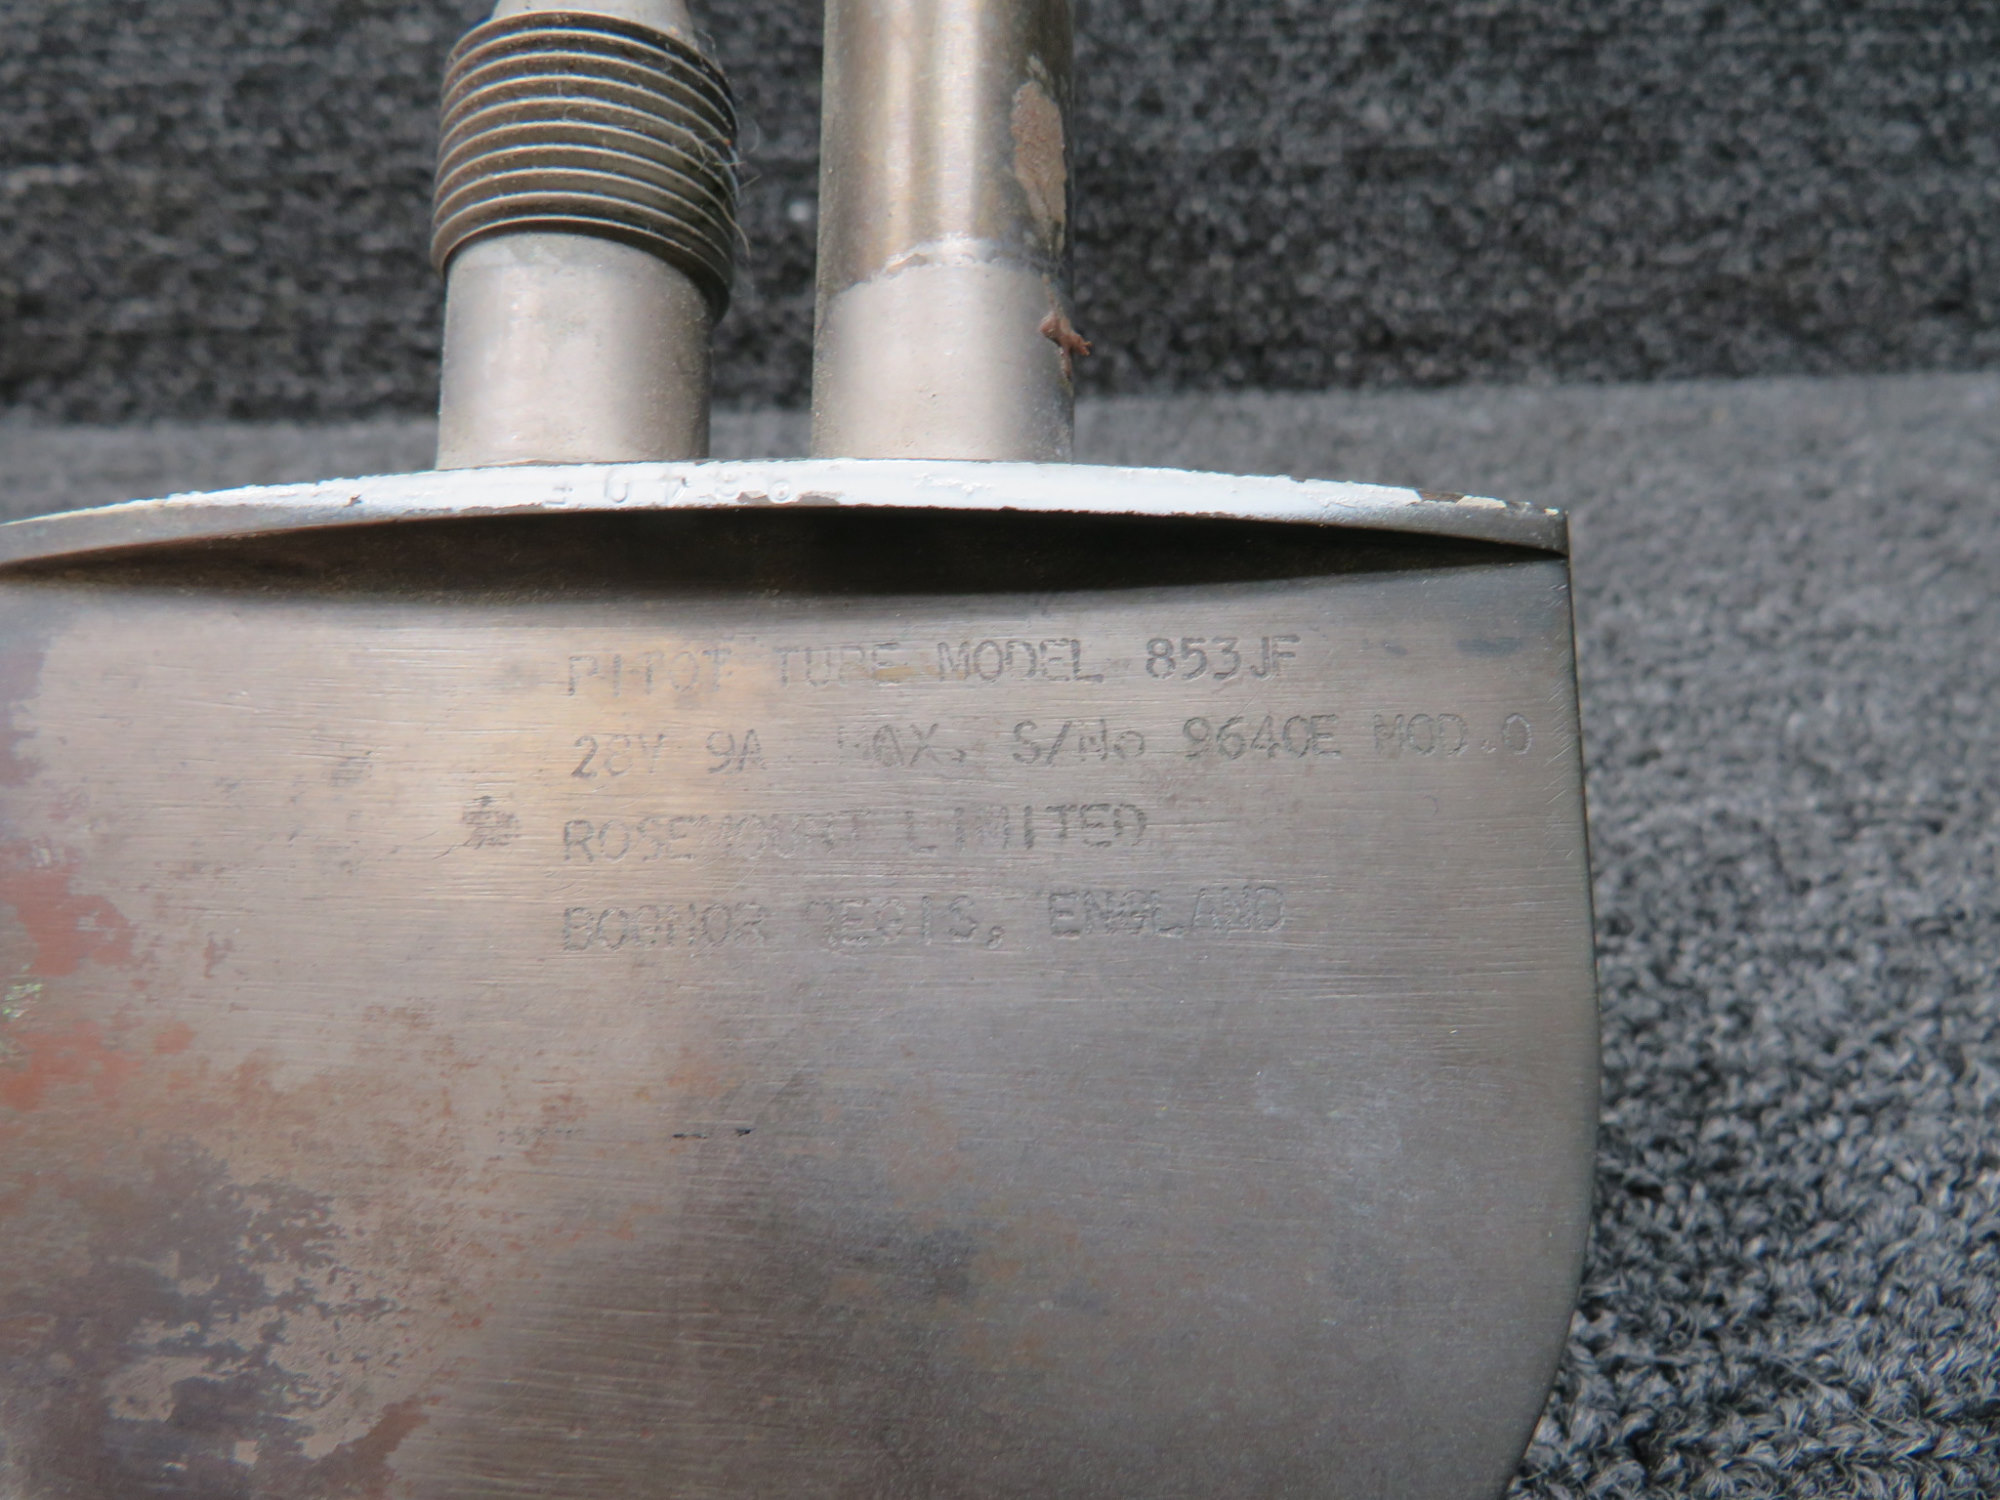 PITOT TUBE MODEL 853JF
28V 9A MAX. S/No 9640E MOD.0
ROSEMOUNT LIMITED
BOGNOR REGIS, ENGLAND